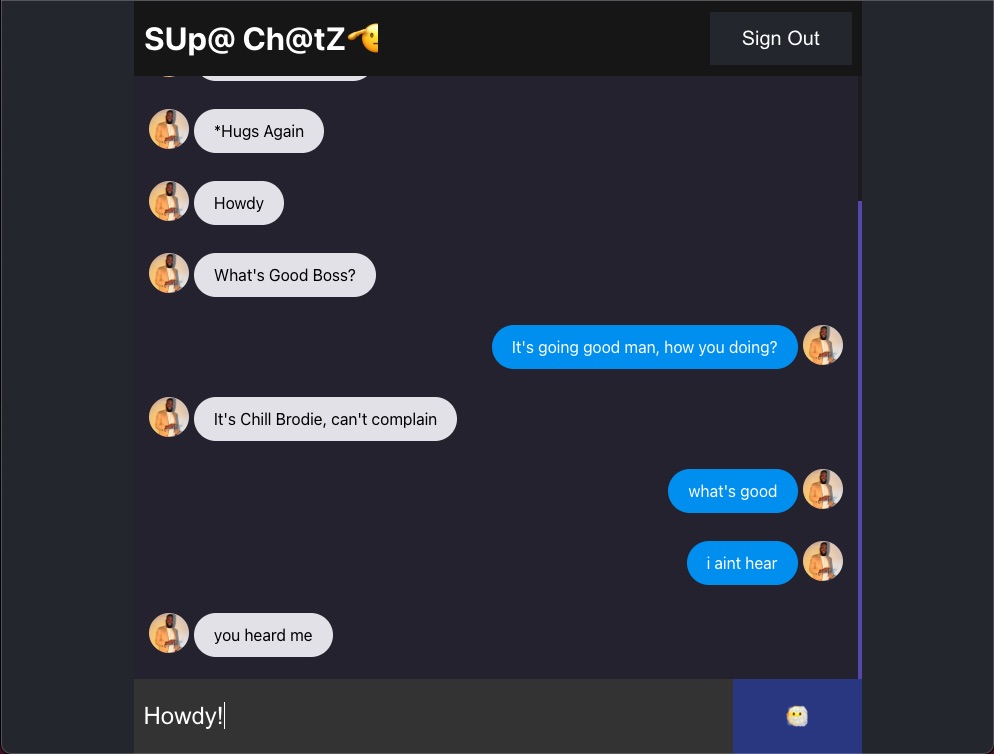 SUp@ Ch@tZ🫡
Sign Out
*Hugs Again
Howdy
What's Good Boss?
It's going good man, how you doing?
It's Chill Brodie, can't complain
what's good
i aint hear
you heard me
Howdy!